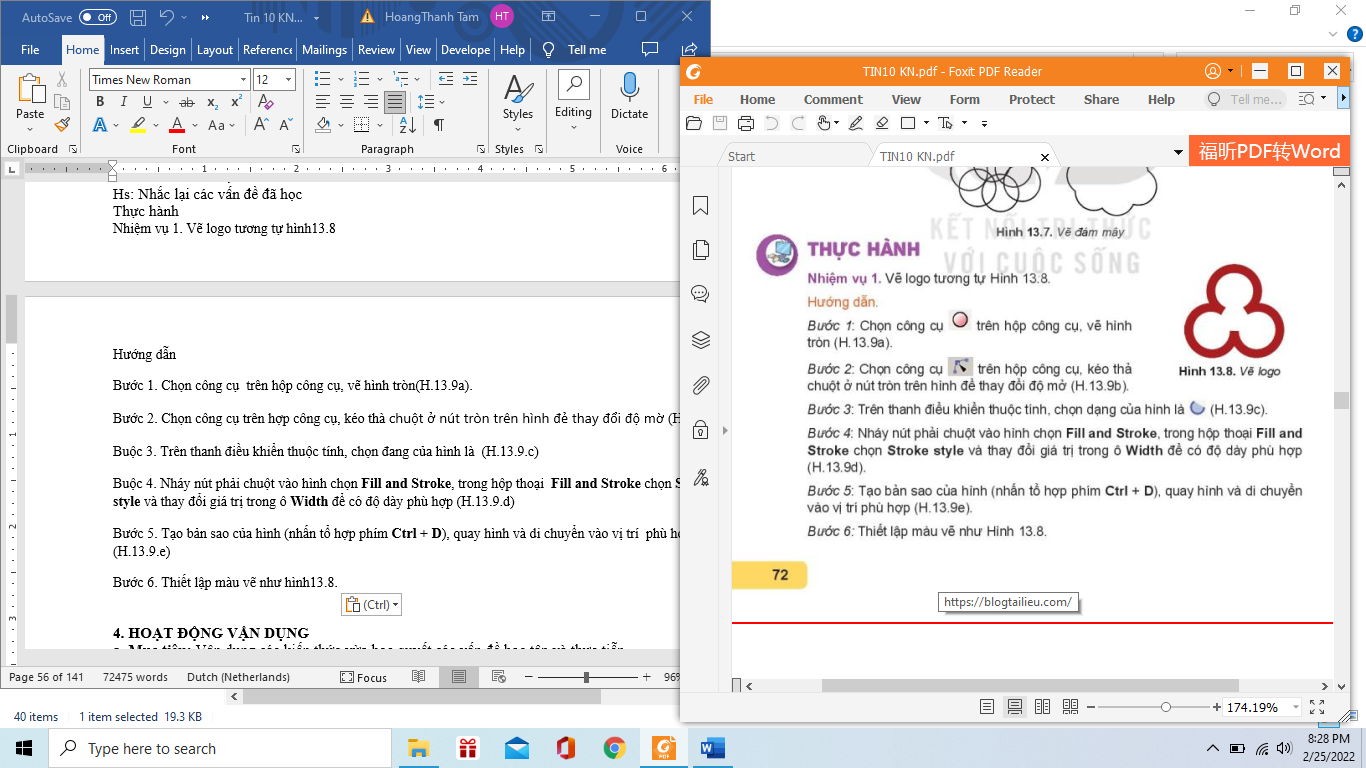 AutoSave Off Tin 10 KN... HoangThanh Tam HT
File Home Insert Design Layout Reference Mailings Review View Develope Help Tell me
Times New Roman 12
Paste Styles Editing Dictate
Clipboard Font Paragraph Styles Voice
Hs: Nhắc lại các vấn đề đã học
Thực hành
Nhiệm vụ 1. Vẽ logo tương tự hình13.8
Hướng dẫn
Bước 1. Chọn công cụ trên hộp công cụ, vẽ hình tròn(H.13.9a).
Bước 2. Chọn công cụ trên hợp công cụ, kéo thà chuột ở nút tròn trên hình đẻ thay đổi độ mờ (H
Buộc 3. Trên thanh điều khiển thuộc tính, chọn đang của hình là (H.13.9.c)
Buộc 4. Nháy nút phải chuột vào hình chọn Fill and Stroke, trong hộp thoại Fill and Stroke chọn S
style và thay đổi giá trị trong ô Width để có độ dày phù hợp (H.13.9.d)
Bước 5. Tạo bản sao của hình (nhấn tổ hợp phím Ctrl + D), quay hình và di chuyển vào vị trí phù hợ
(H.13.9.e)
Bước 6. Thiết lập màu vẽ như hình13.8.
(Ctrl)
4. HOẠT ĐỘNG VẬN DỤNG
Page 56 of 141 72475 words Dutch (Netherlands) Focus 96%
40 items 1 item selected 19.3 KB
TIN10 KN.pdf - Foxit PDF Reader
File Home Comment View Form Protect Share Help Tell me...
Start TIN10 KN.pdf 福昕PDF转Word
KẾT NỐI TRI THỨC
VỚI CUỘC SỐNG
Hình 13.7. Vẽ đám mây
THỰC HÀNH
Nhiệm vụ 1. Vẽ logo tương tự Hình 13.8.
Hướng dẫn.
Bước 1: Chọn công cụ trên hộp công cụ, vẽ hình
tròn (H.13.9a).
Bước 2: Chọn công cụ trên hộp công cụ, kéo thả
chuột ở nút tròn trên hình để thay đổi độ mở (H.13.9b).
Hình 13.8. Vẽ logo
Bước 3: Trên thanh điều khiển thuộc tính, chọn dạng của hình là (H.13.9c).
Bước 4: Nháy nút phải chuột vào hình chọn Fill and Stroke, trong hộp thoại Fill and
Stroke chọn Stroke style và thay đổi giá trị trong ô Width để có độ dày phù hợp
(H.13.9d).
Bước 5: Tạo bản sao của hình (nhấn tổ hợp phím Ctrl + D), quay hình và di chuyển
vào vị trí phù hợp (H.13.9e).
Bước 6: Thiết lập màu vẽ như Hình 13.8.
72
https://blogtailieu.com/
174.19%
Type here to search
8:28 PM
2/25/2022